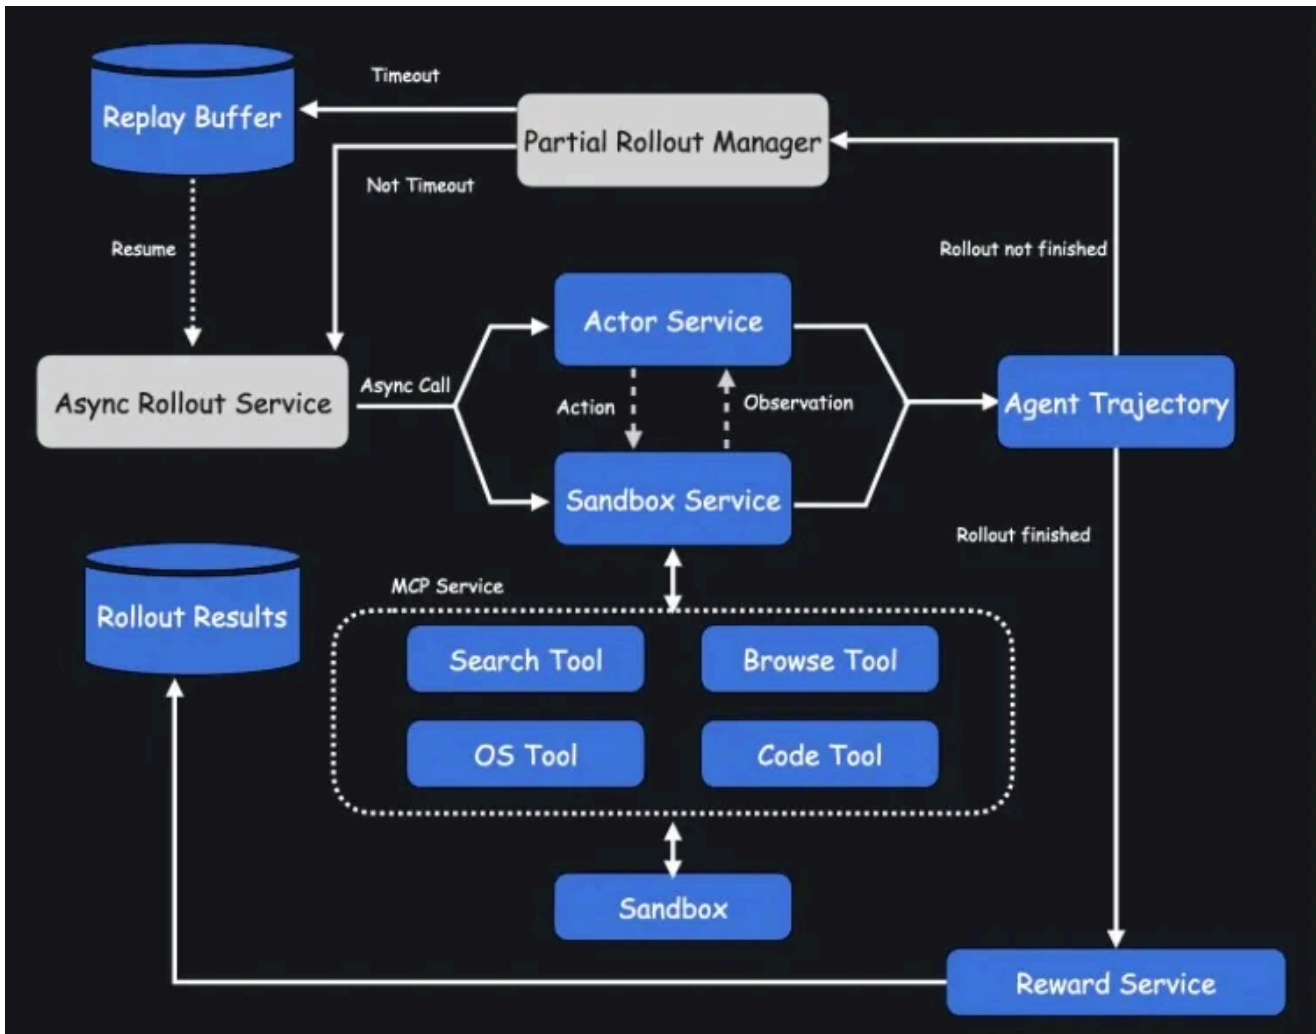 Timeout
Replay Buffer
Partial Rollout Manager
Not Timeout
Resume
Rollout not finished
Actor Service
Async Rollout Service
Async Call
Action
Observation
Agent Trajectory
Sandbox Service
Rollout finished
MCP Service
Rollout Results
Search Tool
Browse Tool
OS Tool
Code Tool
Sandbox
Reward Service